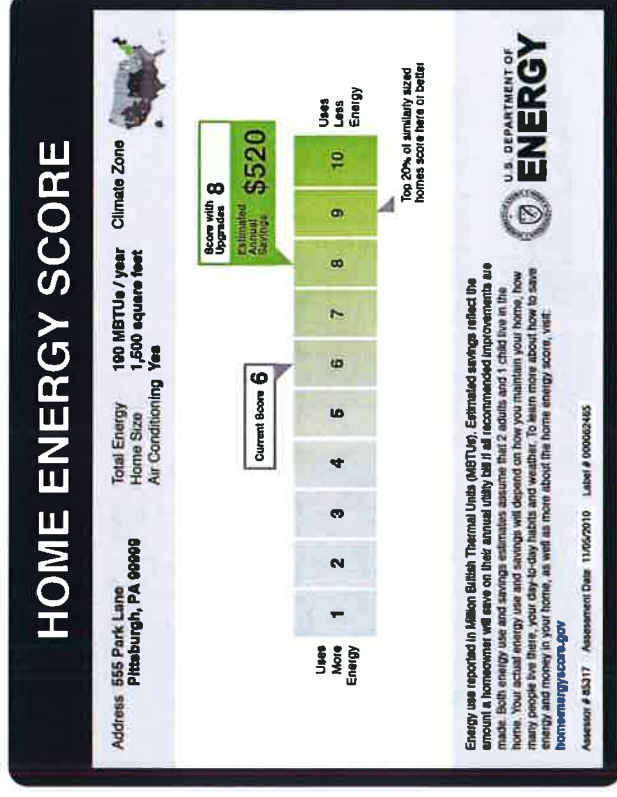 HOME ENERGY SCORE
Address 555 Park Lane
Pittsburgh, PA 99999
Total Energy 190 MBTUs / year
Home Size 1,600 square feet
Air Conditioning Yes
Climate Zone
Score with Upgrades 8
Estimated
Annual
Savings $520
Current Score 6
Uses
More
Energy
1 2 3 4 5 6 7 8 9 10
Uses
Less
Energy
Top 20% of similarly sized
homes score here or better
Energy use reported in Million British Thermal Units (MBTUs). Estimated savings reflect the
amount a homeowner will save on their annual utility bill if all recommended improvements are
made. Both energy use and savings estimates assume that 2 adults and 1 child live in the
home. Your actual energy use and savings will depend on how you maintain your home, how
many people live there, your day-to-day habits and weather. To learn more about how to save
energy and money in your home, as well as more about the home energy score, visit:
homeenergyscore.gov
Assessor # 85317 Assessment Date 11/05/2010 Label # 000062465
U.S. DEPARTMENT OF
ENERGY